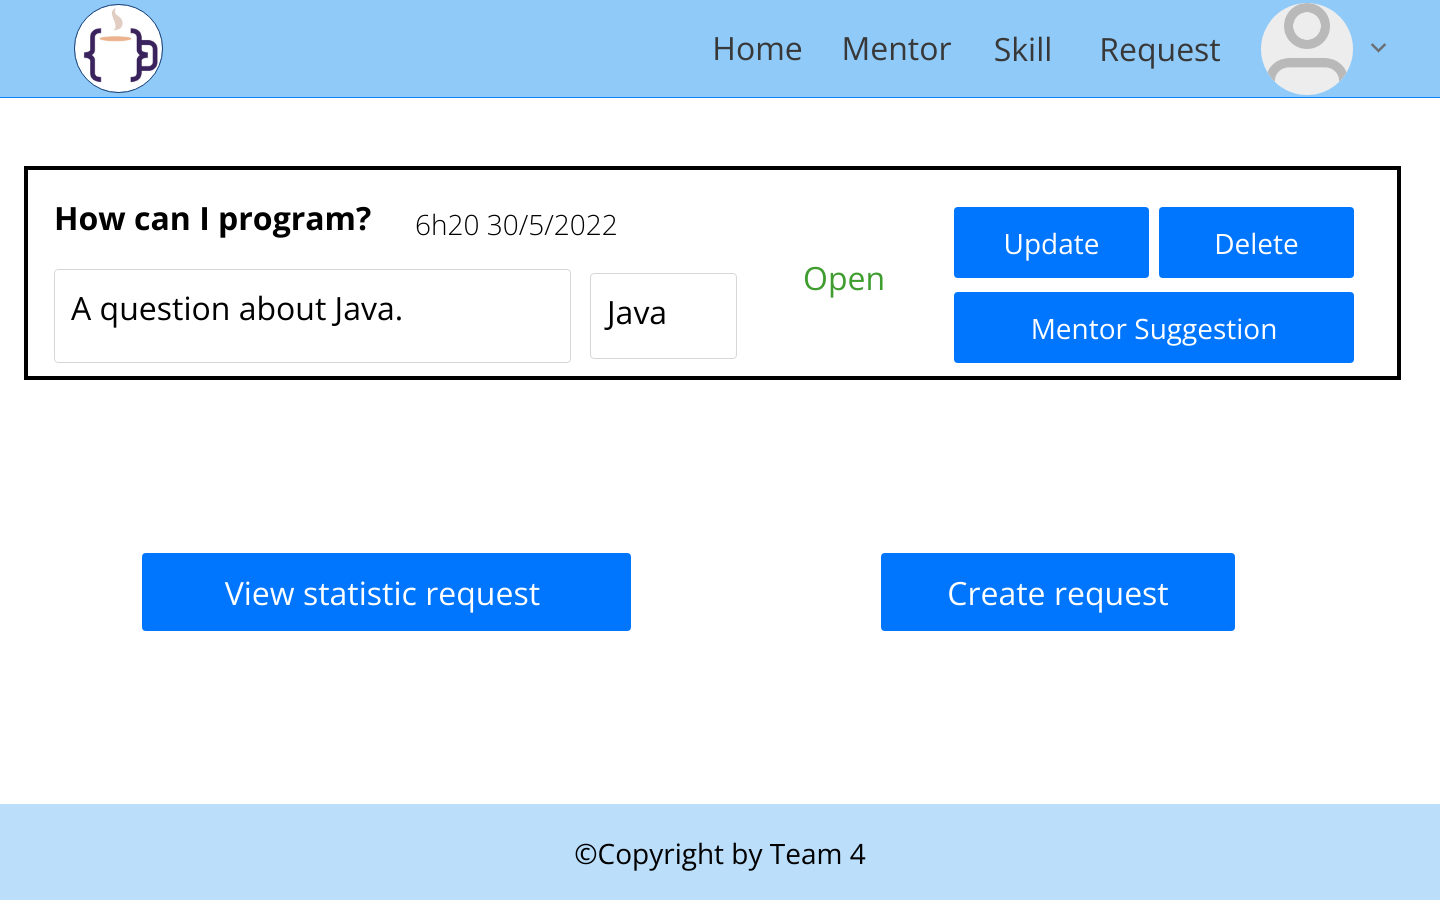 Home Mentor Skill Request
How can I program? 6h20 30/5/2022
A question about Java.
Java
Open
Update
Delete
Mentor Suggestion
View statistic request
Create request
©Copyright by Team 4